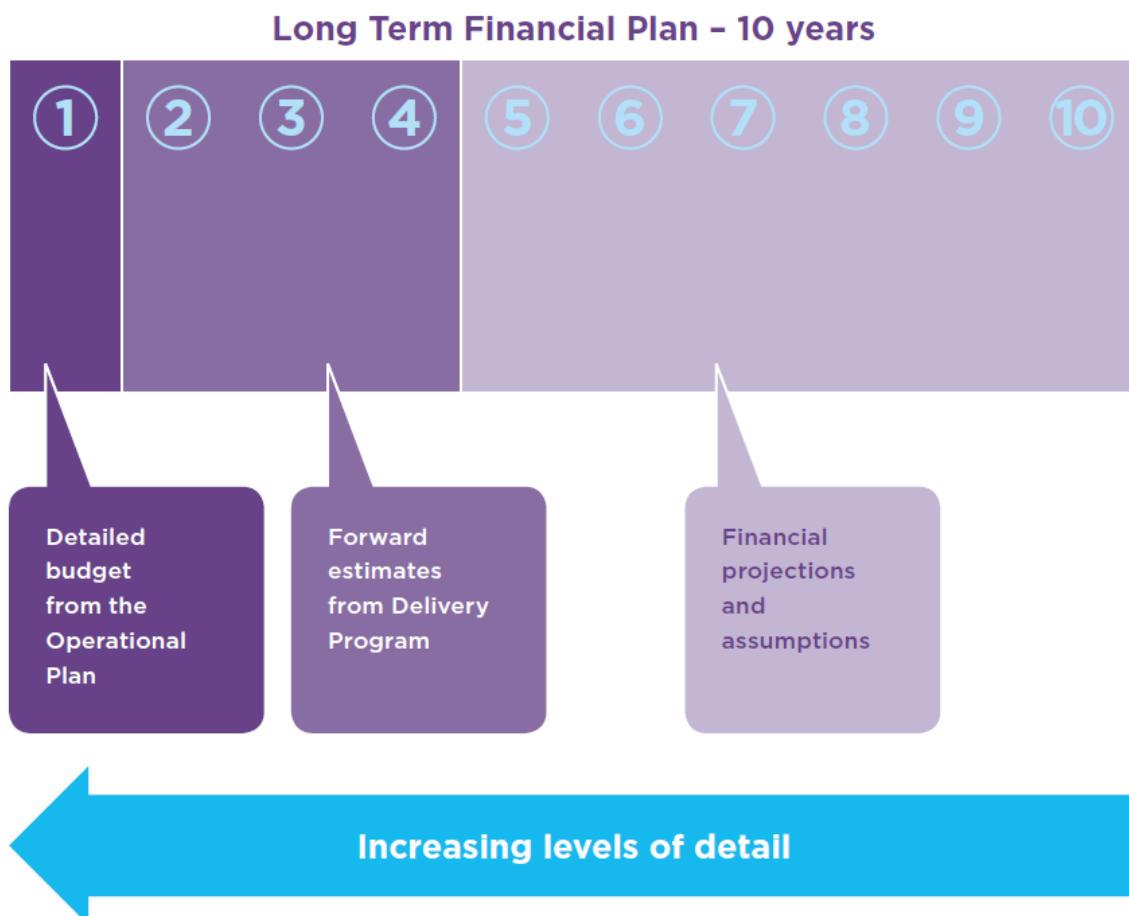 Long Term Financial Plan – 10 years
1 2 3 4 5 6 7 8 9 10
Detailed
budget
from the
Operational
Plan
Forward
estimates
from Delivery
Program
Financial
projections
and
assumptions
Increasing levels of detail